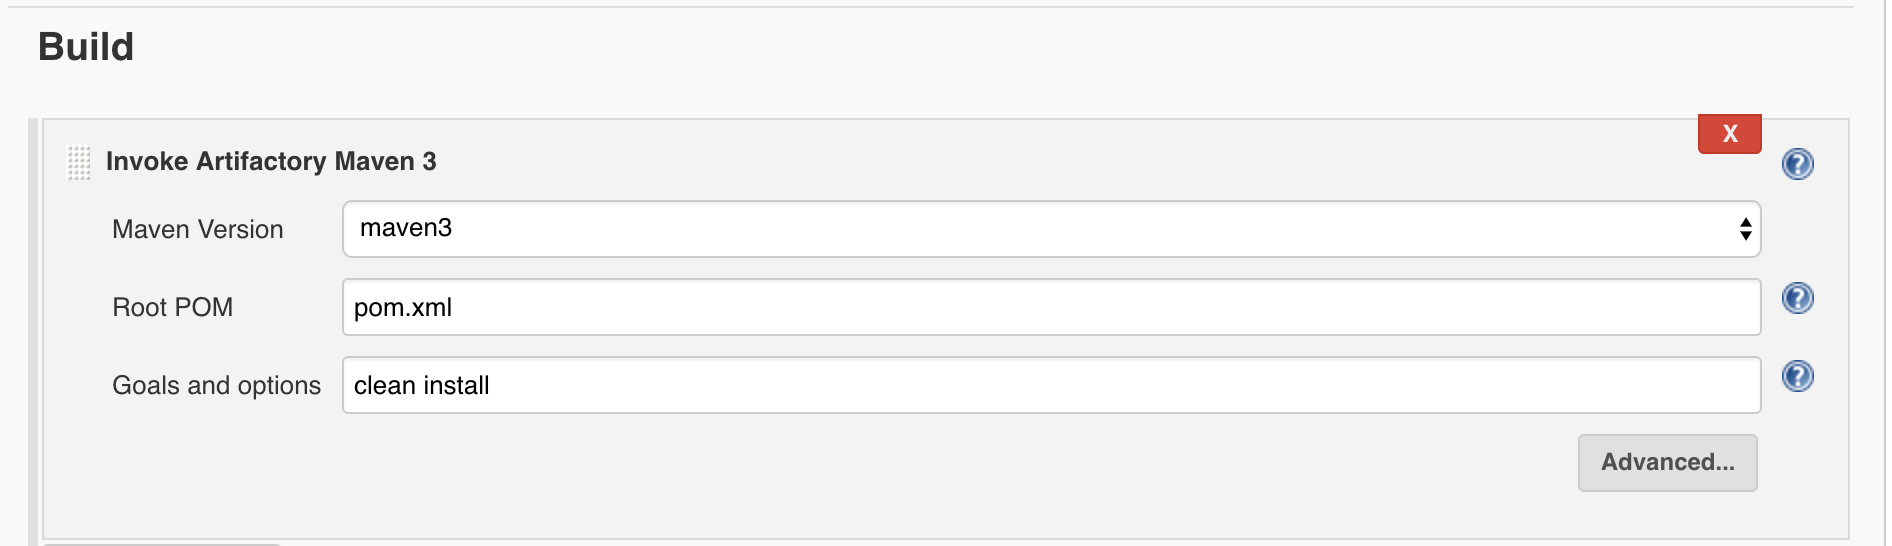 Build
X
Invoke Artifactory Maven 3
?
Maven Version maven3
Root POM pom.xml
?
Goals and options clean install
?
Advanced...